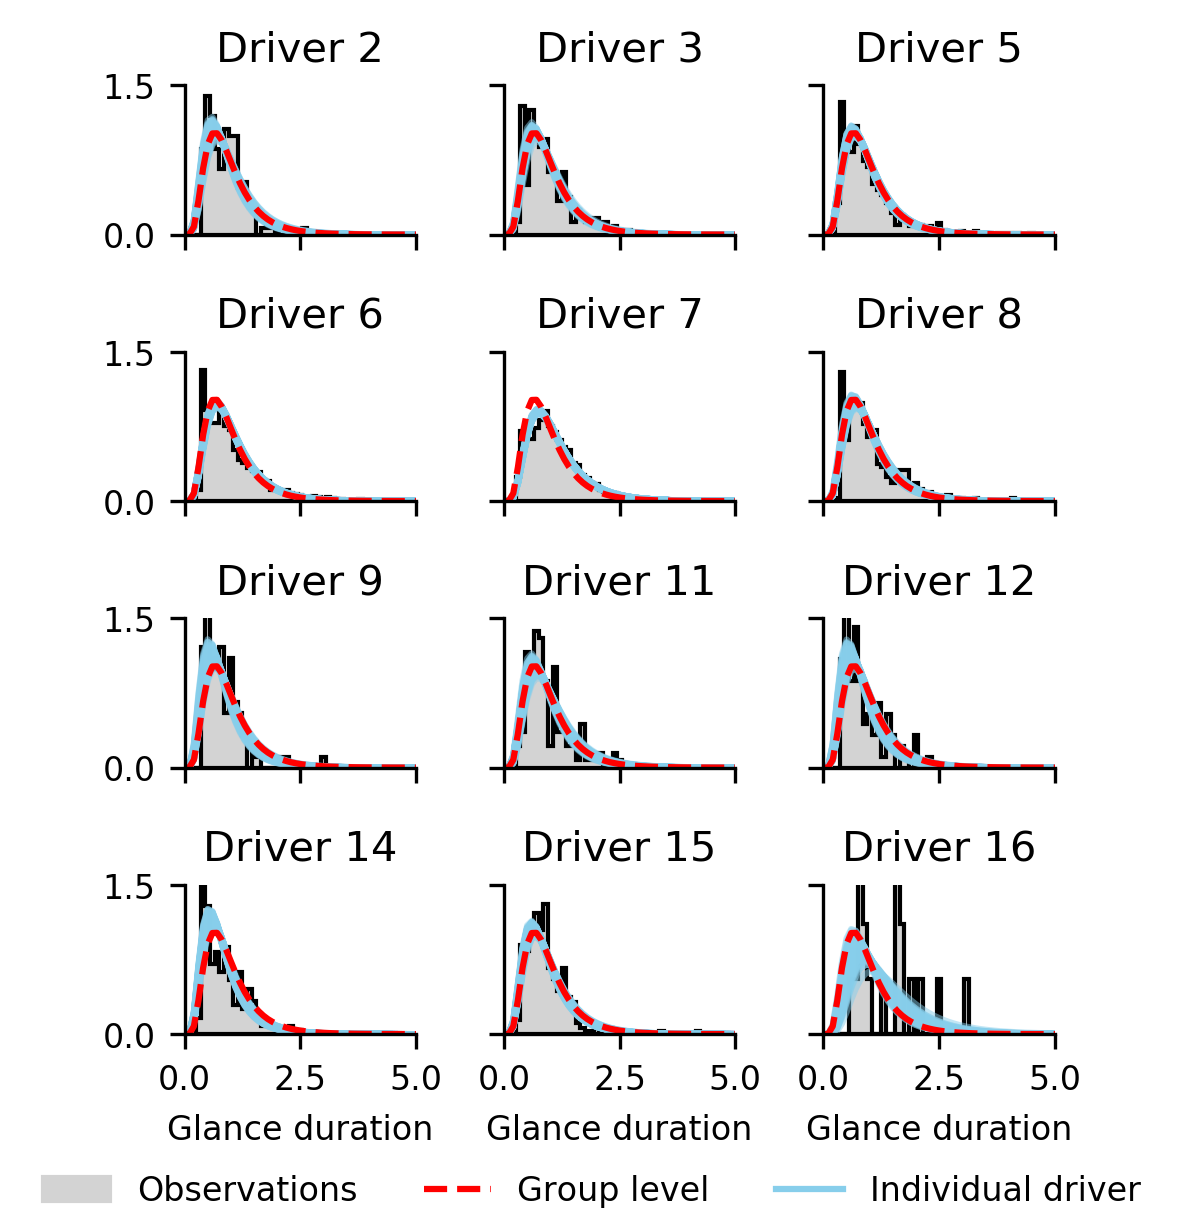 Driver 2 Driver 3 Driver 5
1.5
0.0
Driver 6 Driver 7 Driver 8
1.5
0.0
Driver 9 Driver 11 Driver 12
1.5
0.0
Driver 14 Driver 15 Driver 16
1.5
0.0
0.0 2.5 5.0 0.0 2.5 5.0 0.0 2.5 5.0
Glance duration Glance duration Glance duration
Observations Group level Individual driver